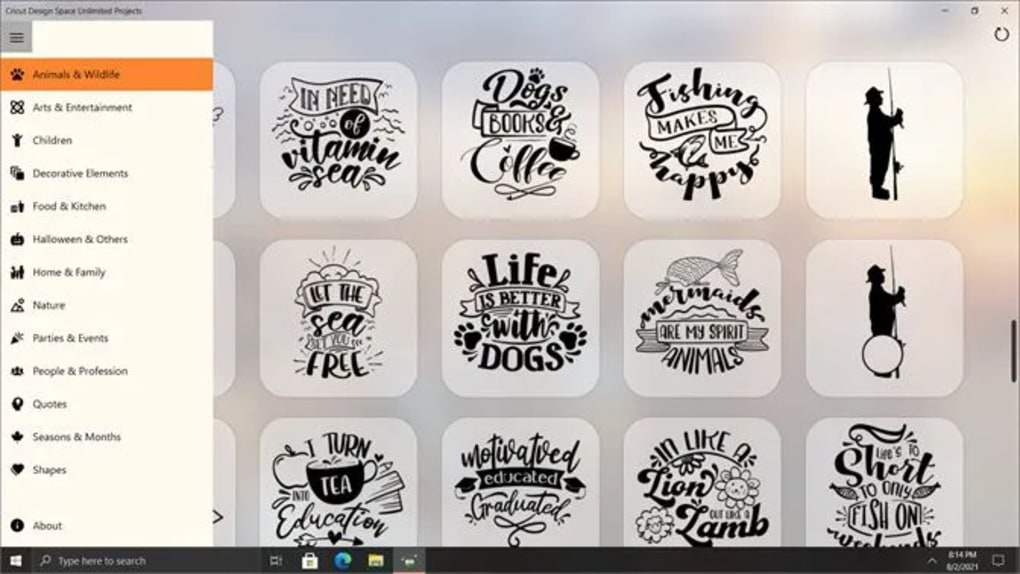 Cricut Design Space Unlimited Projects
Animals & Wildlife
Arts & Entertainment
Children
Decorative Elements
Food & Kitchen
Halloween & Others
Home & Family
Nature
Parties & Events
People & Profession
Quotes
Seasons & Months
Shapes
About
IN NEED
of
vitamin
sea
Dogs
BOOKS &
Coffee
Fishing
MAKES
ME
happy
LET THE
sea
SET YOU
FREE
Life
IS BETTER
with
DOGS
mermaids
ARE MY SPIRIT
ANIMALS
I TURN
TEA
INTO
Education
motivatved
educated
Graduated
IN LIKE A
Lion
OUT LIKE A
Lamb
Life's TO
Short
TO ONLY
FISH ON
weekends
Type here to search
8:14 PM
8/2/2021